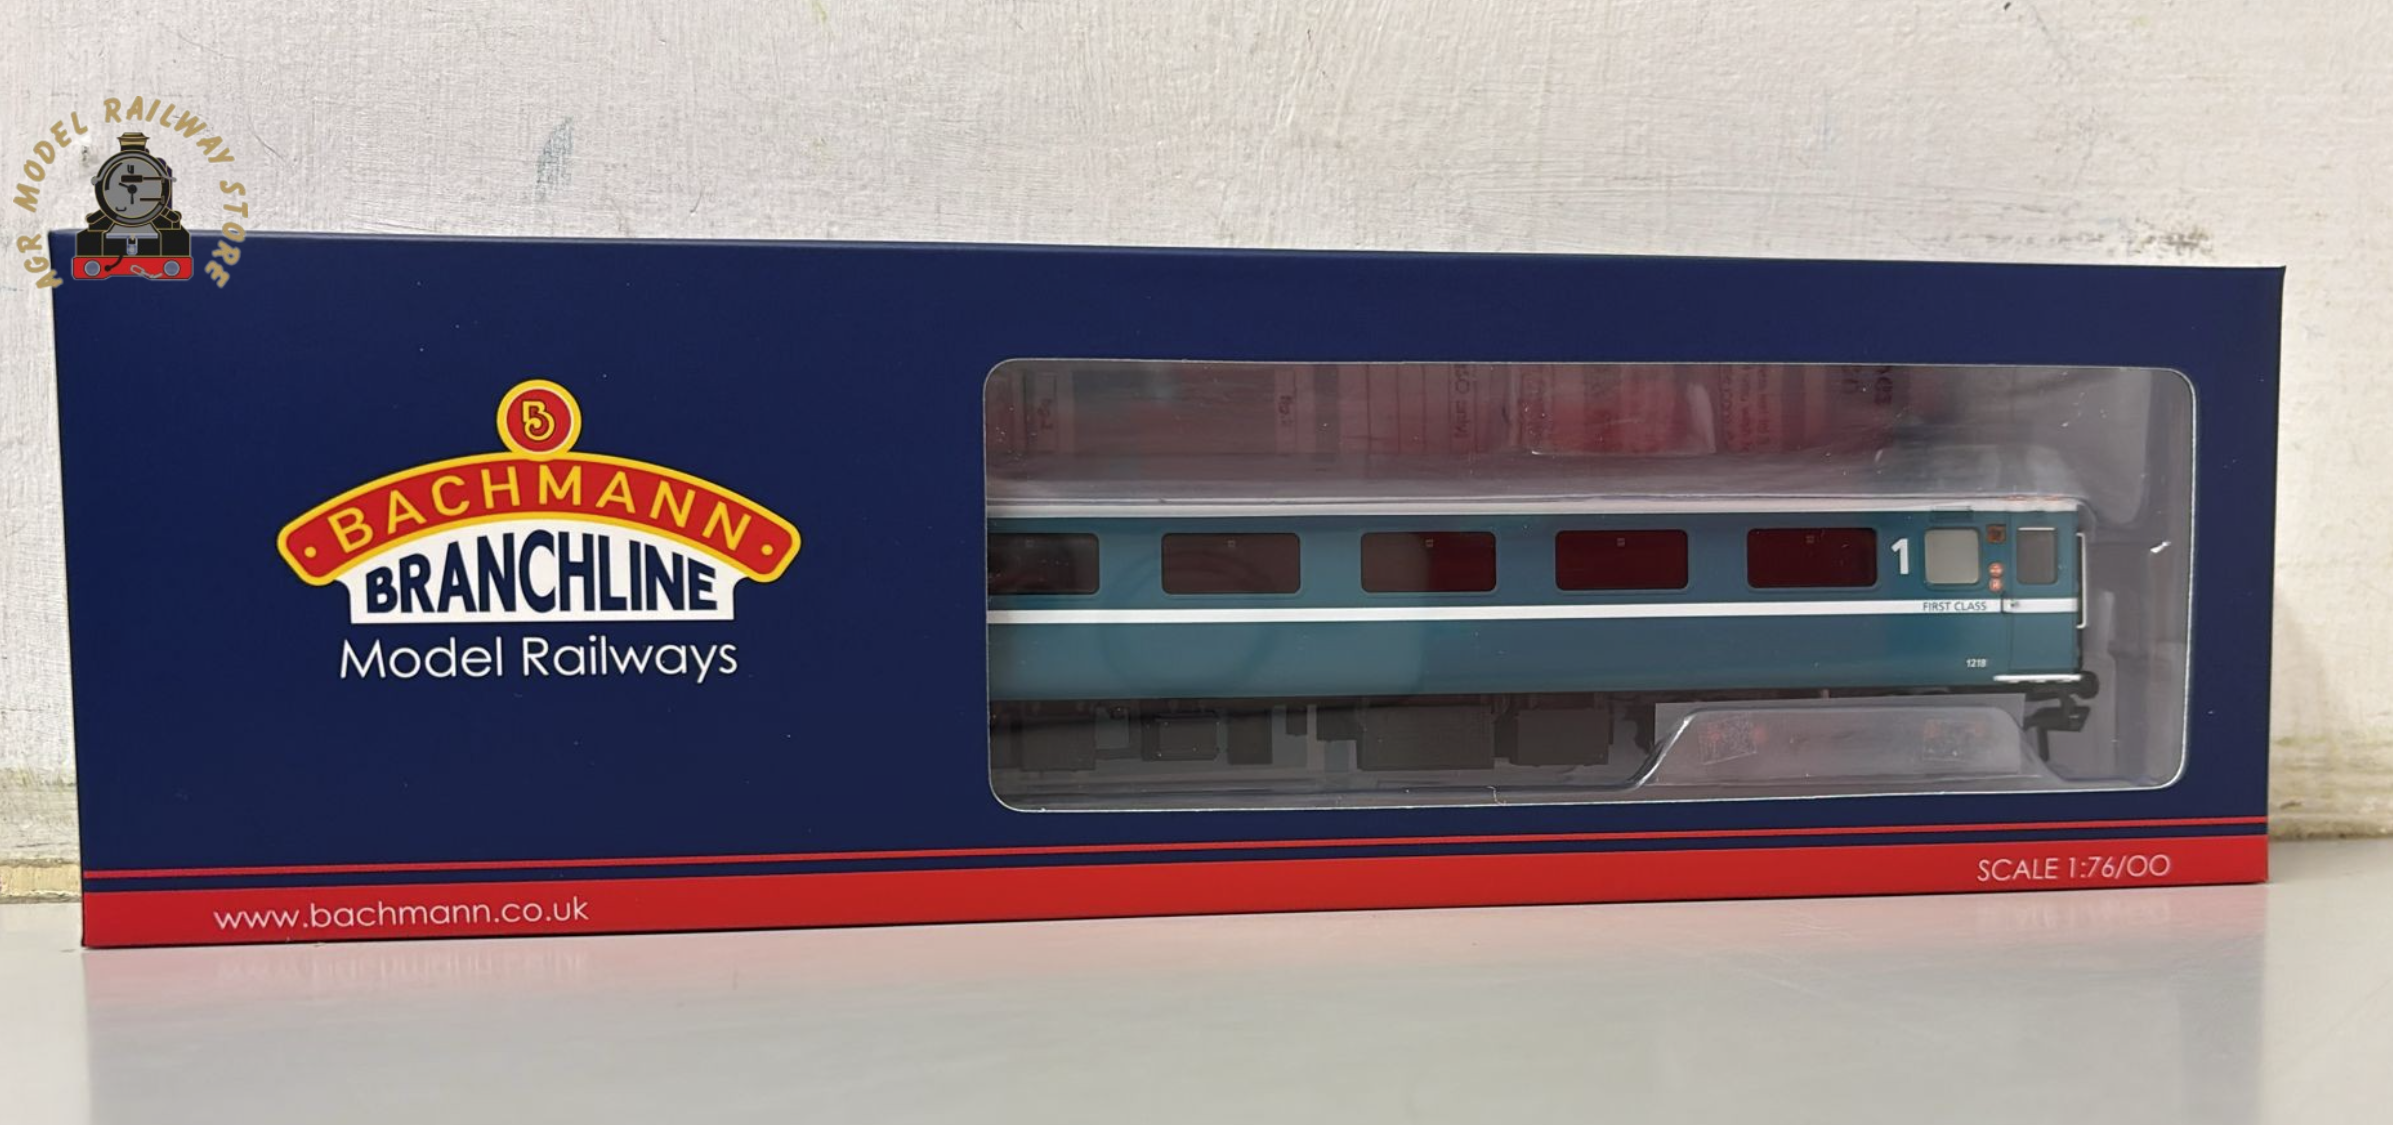 AGR MODEL RAILWAY STORE
B
BACHMANN
BRANCHLINE
Model Railways
1
FIRST CLASS
1218
SCALE 1:76/OO
www.bachmann.co.uk